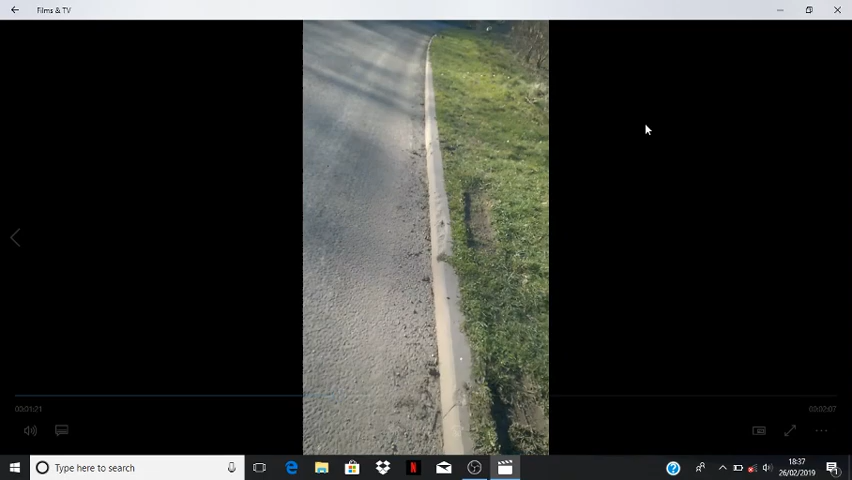 Films & TV
00:01:21
00:02:07
Type here to search
N
18:37
26/02/2019